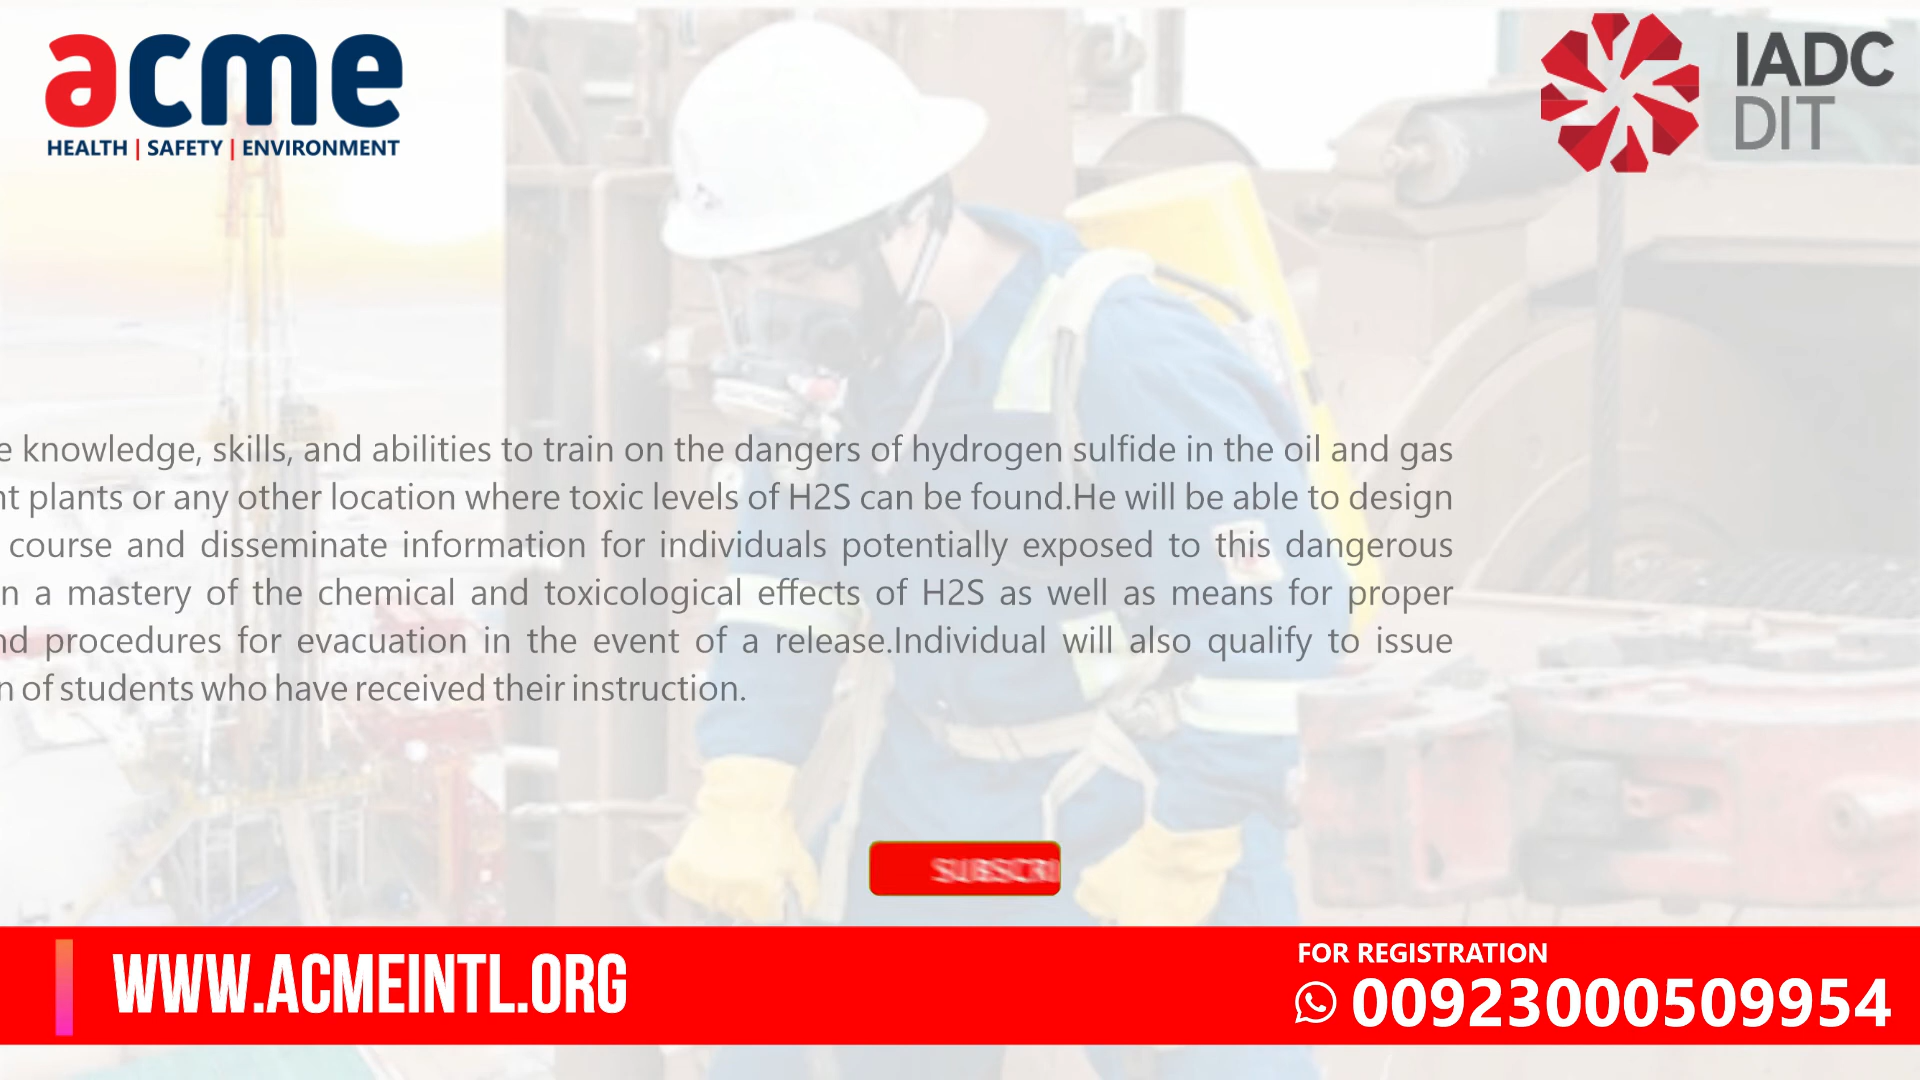 acme
HEALTH | SAFETY | ENVIRONMENT
IADC
DIT
knowledge, skills, and abilities to train on the dangers of hydrogen sulfide in the oil and gas
plants or any other location where toxic levels of H2S can be found.He will be able to design
course and disseminate information for individuals potentially exposed to this dangerous
a mastery of the chemical and toxicological effects of H2S as well as means for proper
procedures for evacuation in the event of a release.Individual will also qualify to issue
of students who have received their instruction.
SUBSCRI
WWW.ACMEINTL.ORG
FOR REGISTRATION
00923000509954